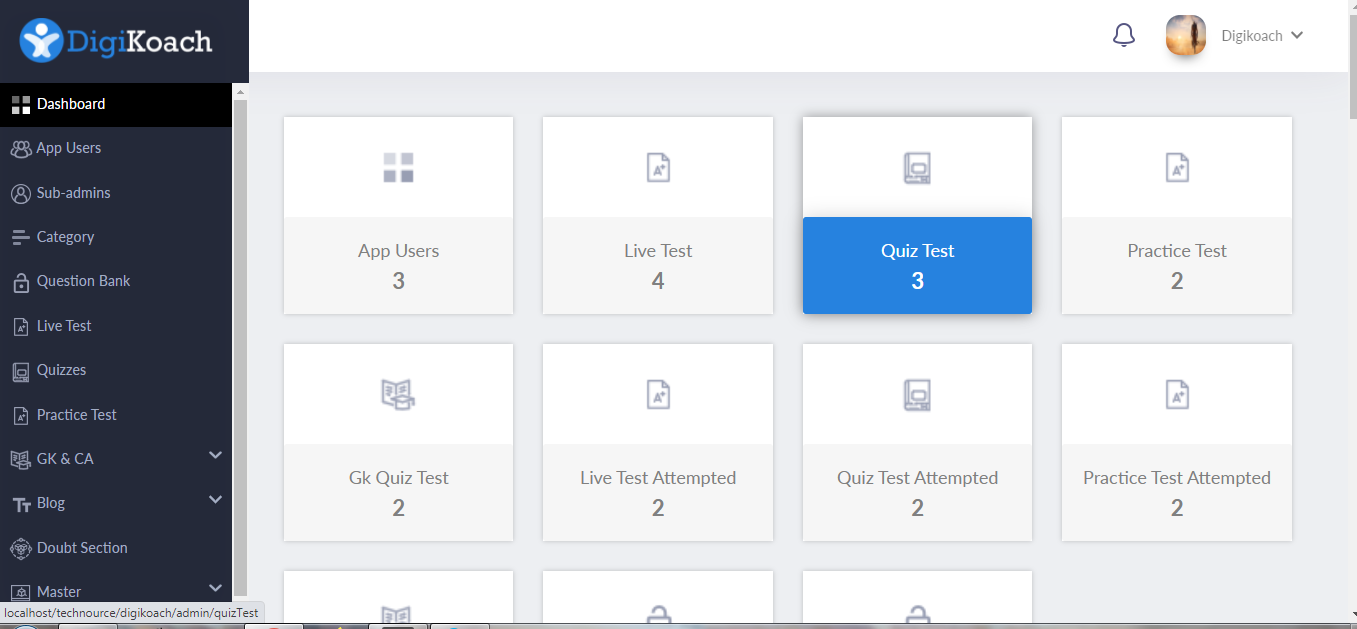 DigiKoach
Digikoach
Dashboard
App Users
Sub-admins
Category
Question Bank
Live Test
Quizzes
Practice Test
GK & CA
Blog
Doubt Section
Master
App Users
3
Live Test
4
Quiz Test
3
Practice Test
2
Gk Quiz Test
2
Live Test Attempted
2
Quiz Test Attempted
2
Practice Test Attempted
2
localhost/technource/digikoach/admin/quizTest